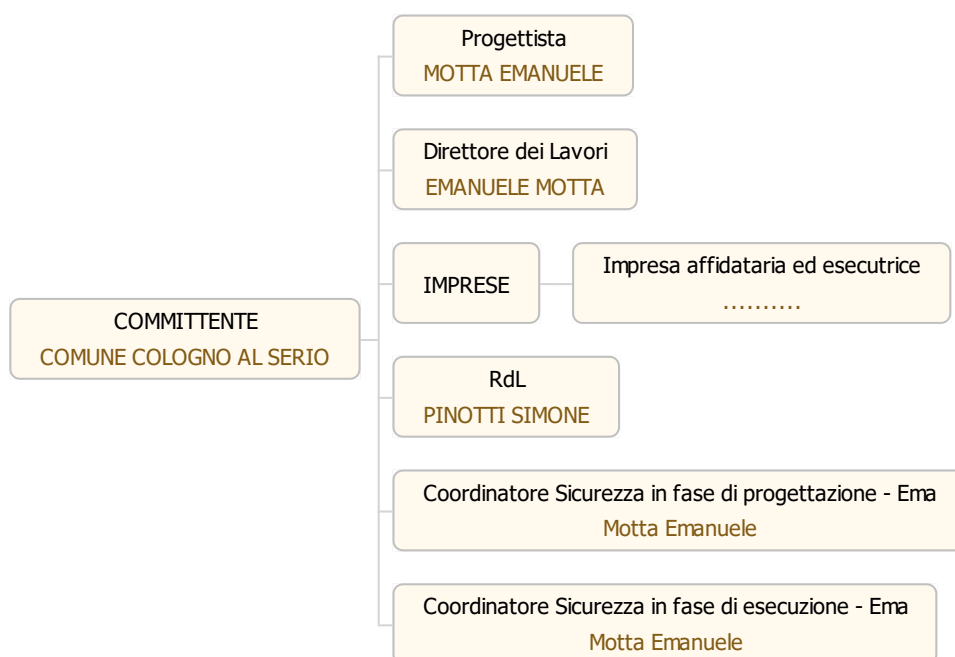 Progettista
MOTTA EMANUELE
Direttore dei Lavori
EMANUELE MOTTA
IMPRESE
Impresa affidataria ed esecutrice
..........
COMMITTENTE
COMUNE COLOGNO AL SERIO
RdL
PINOTTI SIMONE
Coordinatore Sicurezza in fase di progettazione - Ema
Motta Emanuele
Coordinatore Sicurezza in fase di esecuzione - Ema
Motta Emanuele